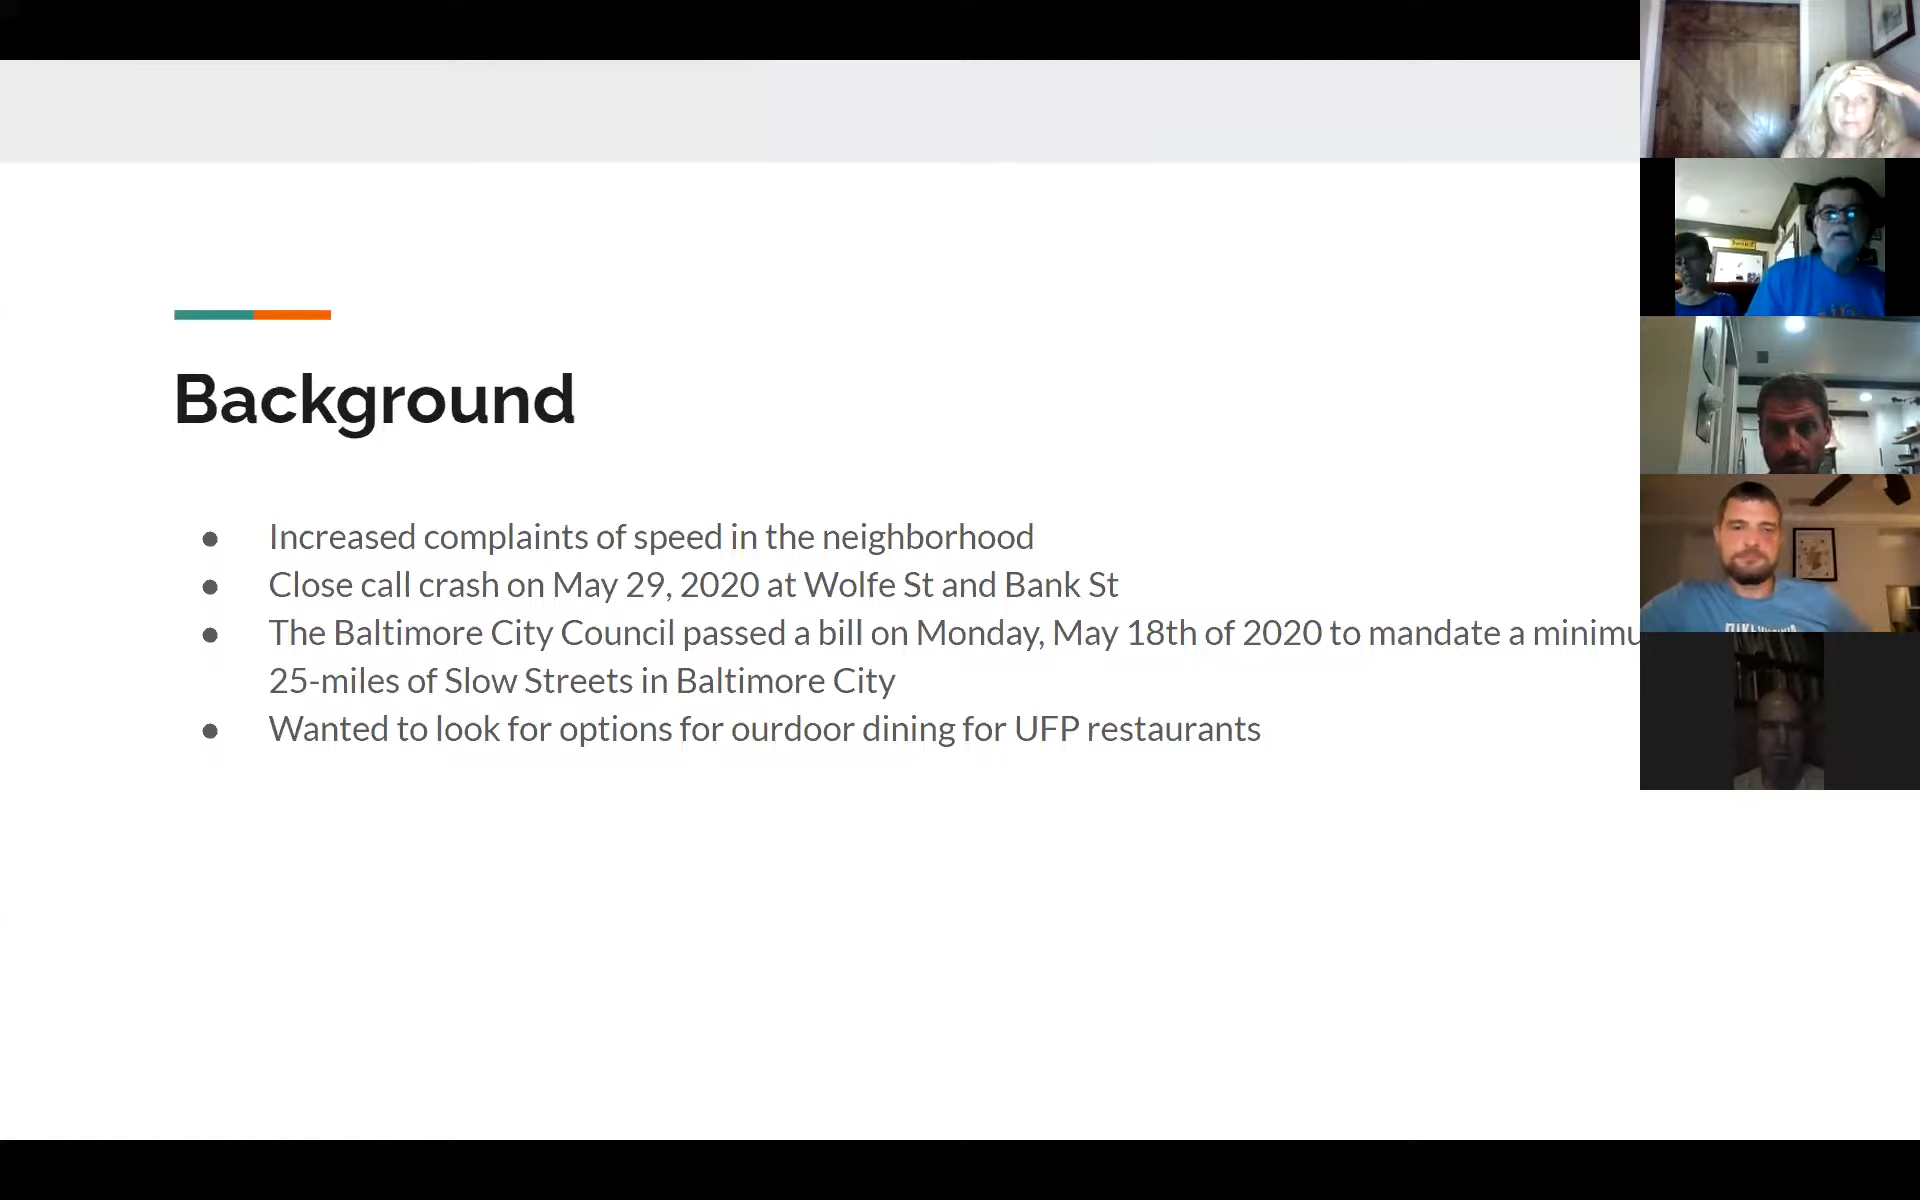 Background
● Increased complaints of speed in the neighborhood
● Close call crash on May 29, 2020 at Wolfe St and Bank St
● The Baltimore City Council passed a bill on Monday, May 18th of 2020 to mandate a minimu
25-miles of Slow Streets in Baltimore City
● Wanted to look for options for ourdoor dining for UFP restaurants